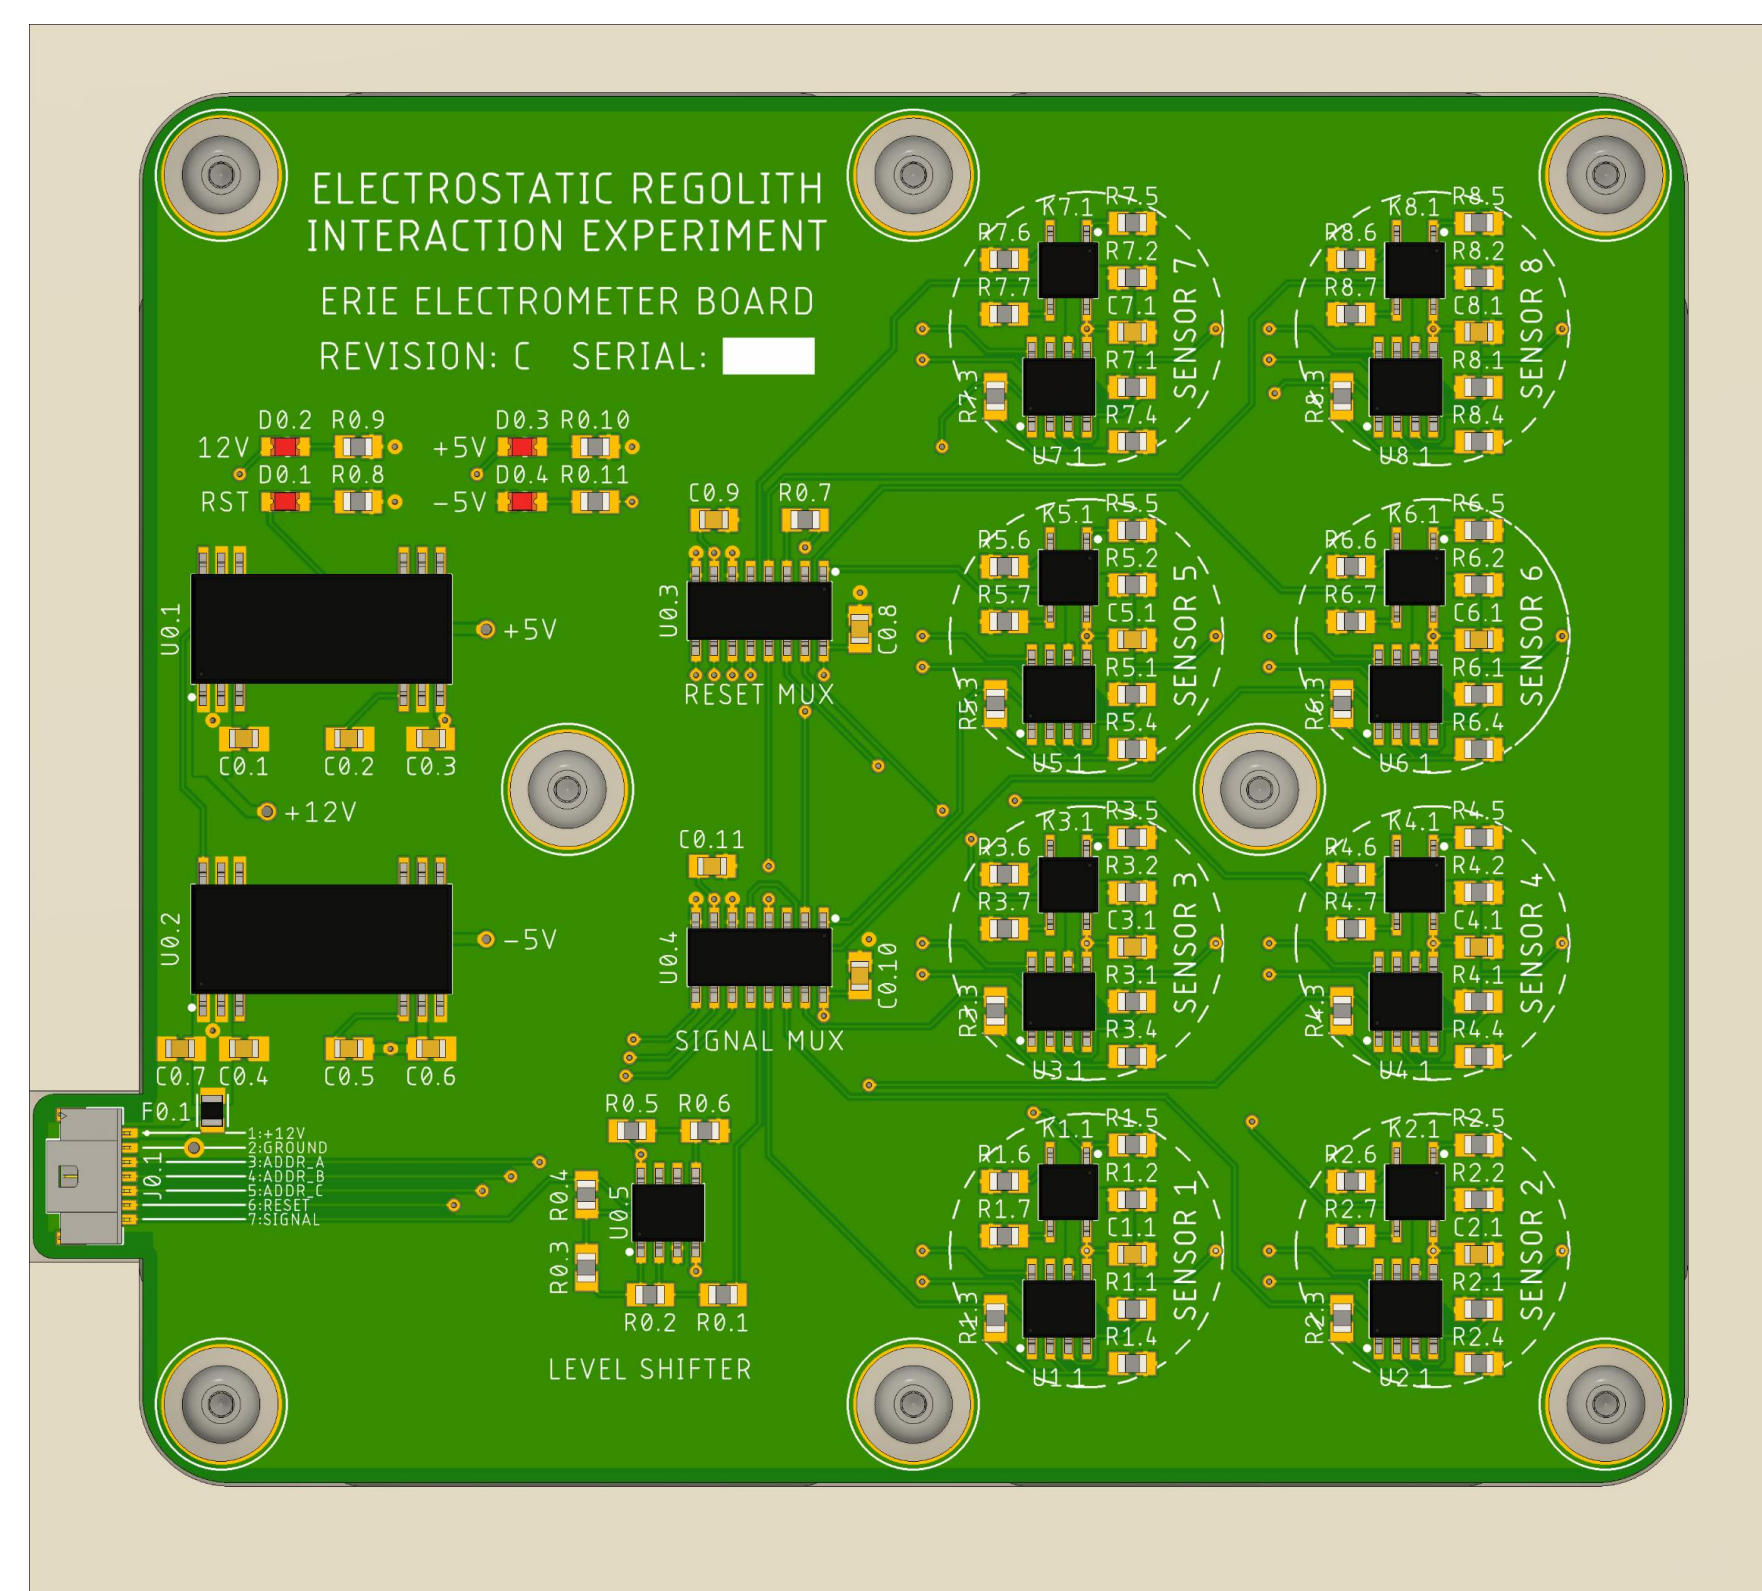 ELECTROSTATIC REGOLITH
INTERACTION EXPERIMENT
ERIE ELECTROMETER BOARD
REVISION: C SERIAL:
D0.2 R0.9
12V
D0.1 R0.8
RST
D0.3 R0.10
+5V
D0.4 R0.11
-5V
U0.1
+5V
C0.1 C0.2 C0.3
+12V
U0.2
-5V
C0.7 C0.4 C0.5 C0.6
F0.1
J0.1
1:+12V
2:GROUND
3:ADDR_A
4:ADDR_B
5:ADDR_C
6:RESET
7:SIGNAL
C0.9 R0.7
U0.3
C0.8
RESET MUX
C0.11
U0.4
C0.10
SIGNAL MUX
R0.5 R0.6
R0.4
U0.5
R0.3
R0.2 R0.1
LEVEL SHIFTER
K7.1 R7.5
R7.6
R7.2
R7.7
C7.1
R7.1
R7.3
R7.4
U7.1
SENSOR 7
K8.1 R8.5
R8.6
R8.2
R8.7
C8.1
R8.1
R8.3
R8.4
U8.1
SENSOR 8
K5.1 R5.5
R5.6
R5.2
R5.7
C5.1
R5.1
R5.3
R5.4
U5.1
SENSOR 5
K6.1 R6.5
R6.6
R6.2
R6.7
C6.1
R6.1
R6.3
R6.4
U6.1
SENSOR 6
K3.1 R3.5
R3.6
R3.2
R3.7
C3.1
R3.1
R3.3
R3.4
U3.1
SENSOR 3
K4.1 R4.5
R4.6
R4.2
R4.7
C4.1
R4.1
R4.3
R4.4
U4.1
SENSOR 4
K1.1 R1.5
R1.6
R1.2
R1.7
C1.1
R1.1
R1.3
R1.4
U1.1
SENSOR 1
K2.1 R2.5
R2.6
R2.2
R2.7
C2.1
R2.1
R2.3
R2.4
U2.1
SENSOR 2